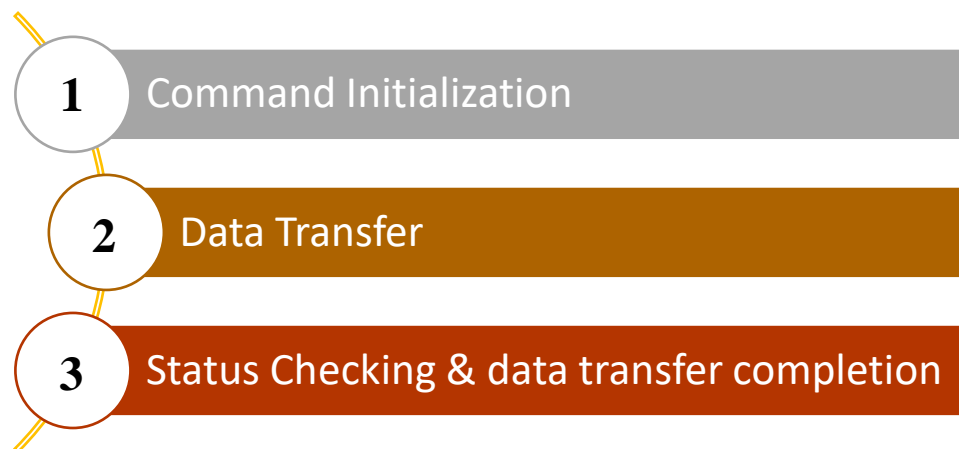 1 Command Initialization
2 Data Transfer
3 Status Checking & data transfer completion